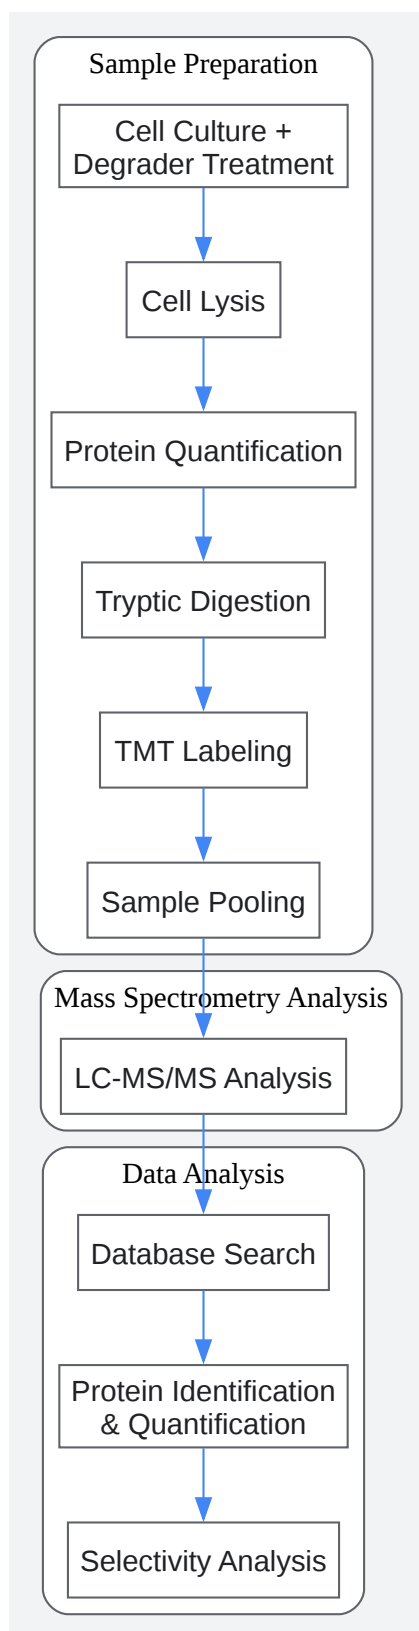 Sample Preparation
Cell Culture +
Degrader Treatment
Cell Lysis
Protein Quantification
Tryptic Digestion
TMT Labeling
Sample Pooling
Mass Spectrometry Analysis
LC-MS/MS Analysis
Data Analysis
Database Search
Protein Identification
& Quantification
Selectivity Analysis